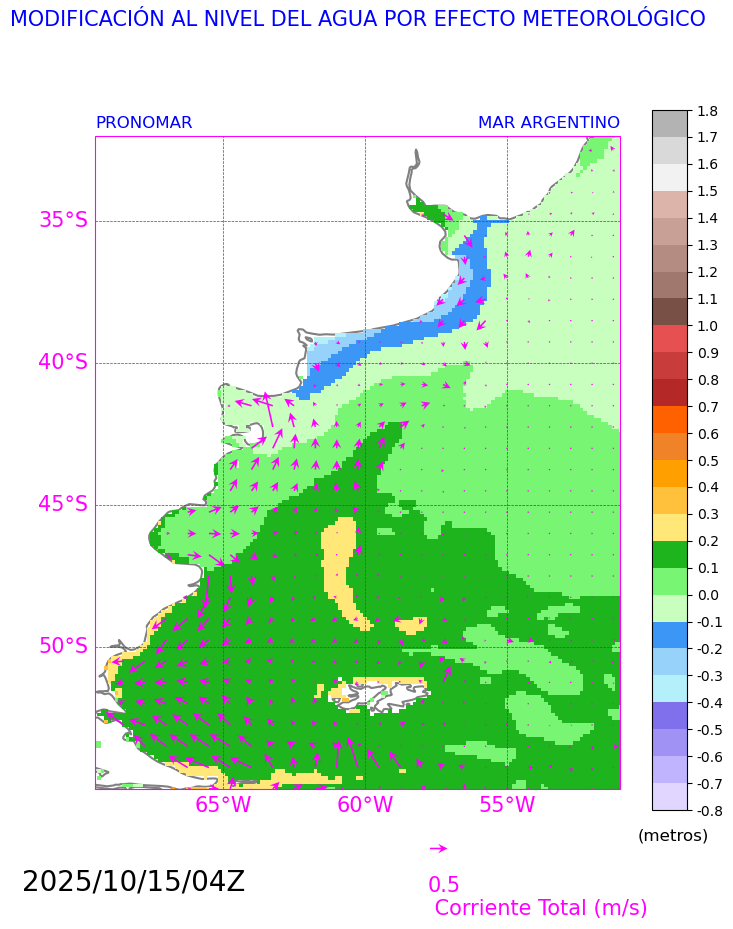 MODIFICACIÓN AL NIVEL DEL AGUA POR EFECTO METEOROLÓGICO
PRONOMAR MAR ARGENTINO
35°S
40°S
45°S
50°S
65°W 60°W 55°W
1.8
1.7
1.6
1.5
1.4
1.3
1.2
1.1
1.0
0.9
0.8
0.7
0.6
0.5
0.4
0.3
0.2
0.1
0.0
-0.1
-0.2
-0.3
-0.4
-0.5
-0.6
-0.7
-0.8
(metros)
2025/10/15/04Z
0.5
Corriente Total (m/s)